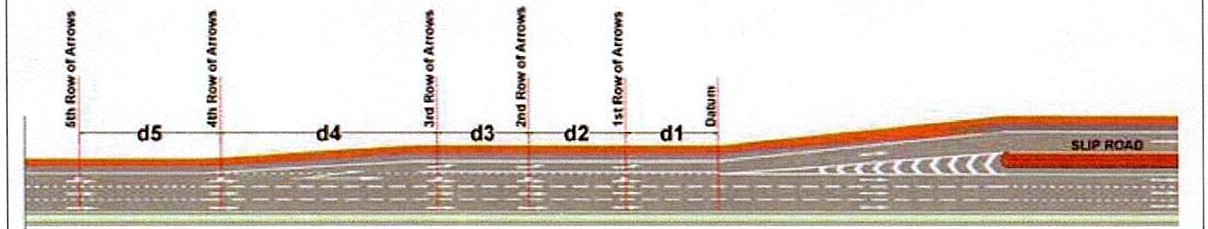 5th Row of Arrows
4th Row of Arrows
3rd Row of Arrows
2nd Row of Arrows
1st Row of Arrows
Datum
d5
d4
d3
d2
d1
SLIP ROAD